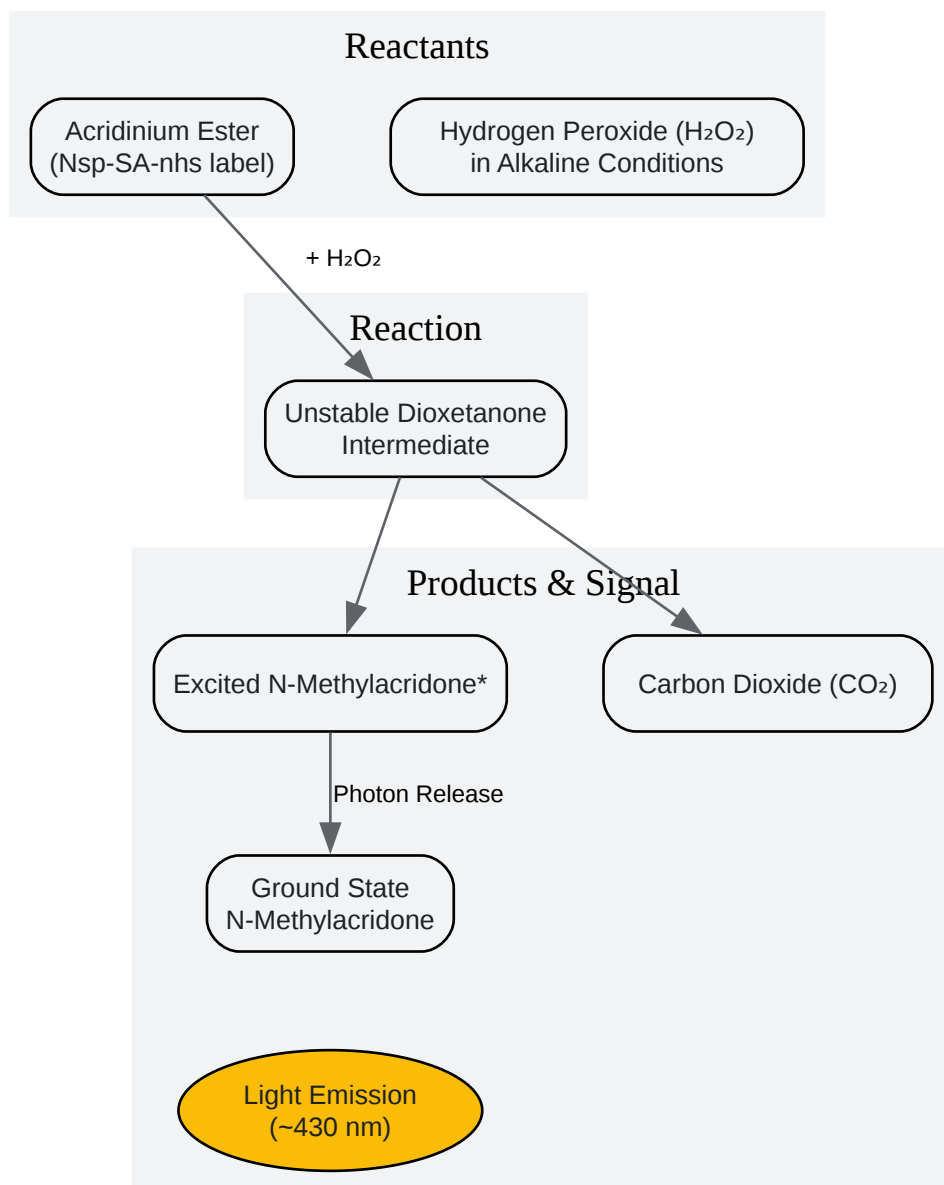 Reactants
Acridinium Ester
(Nsp-SA-nhs label)
Hydrogen Peroxide (H₂O₂)
in Alkaline Conditions
+ H₂O₂
Reaction
Unstable Dioxetanone
Intermediate
Products & Signal
Excited N-Methylacridone*
Carbon Dioxide (CO₂)
Photon Release
Ground State
N-Methylacridone
Light Emission
(~430 nm)